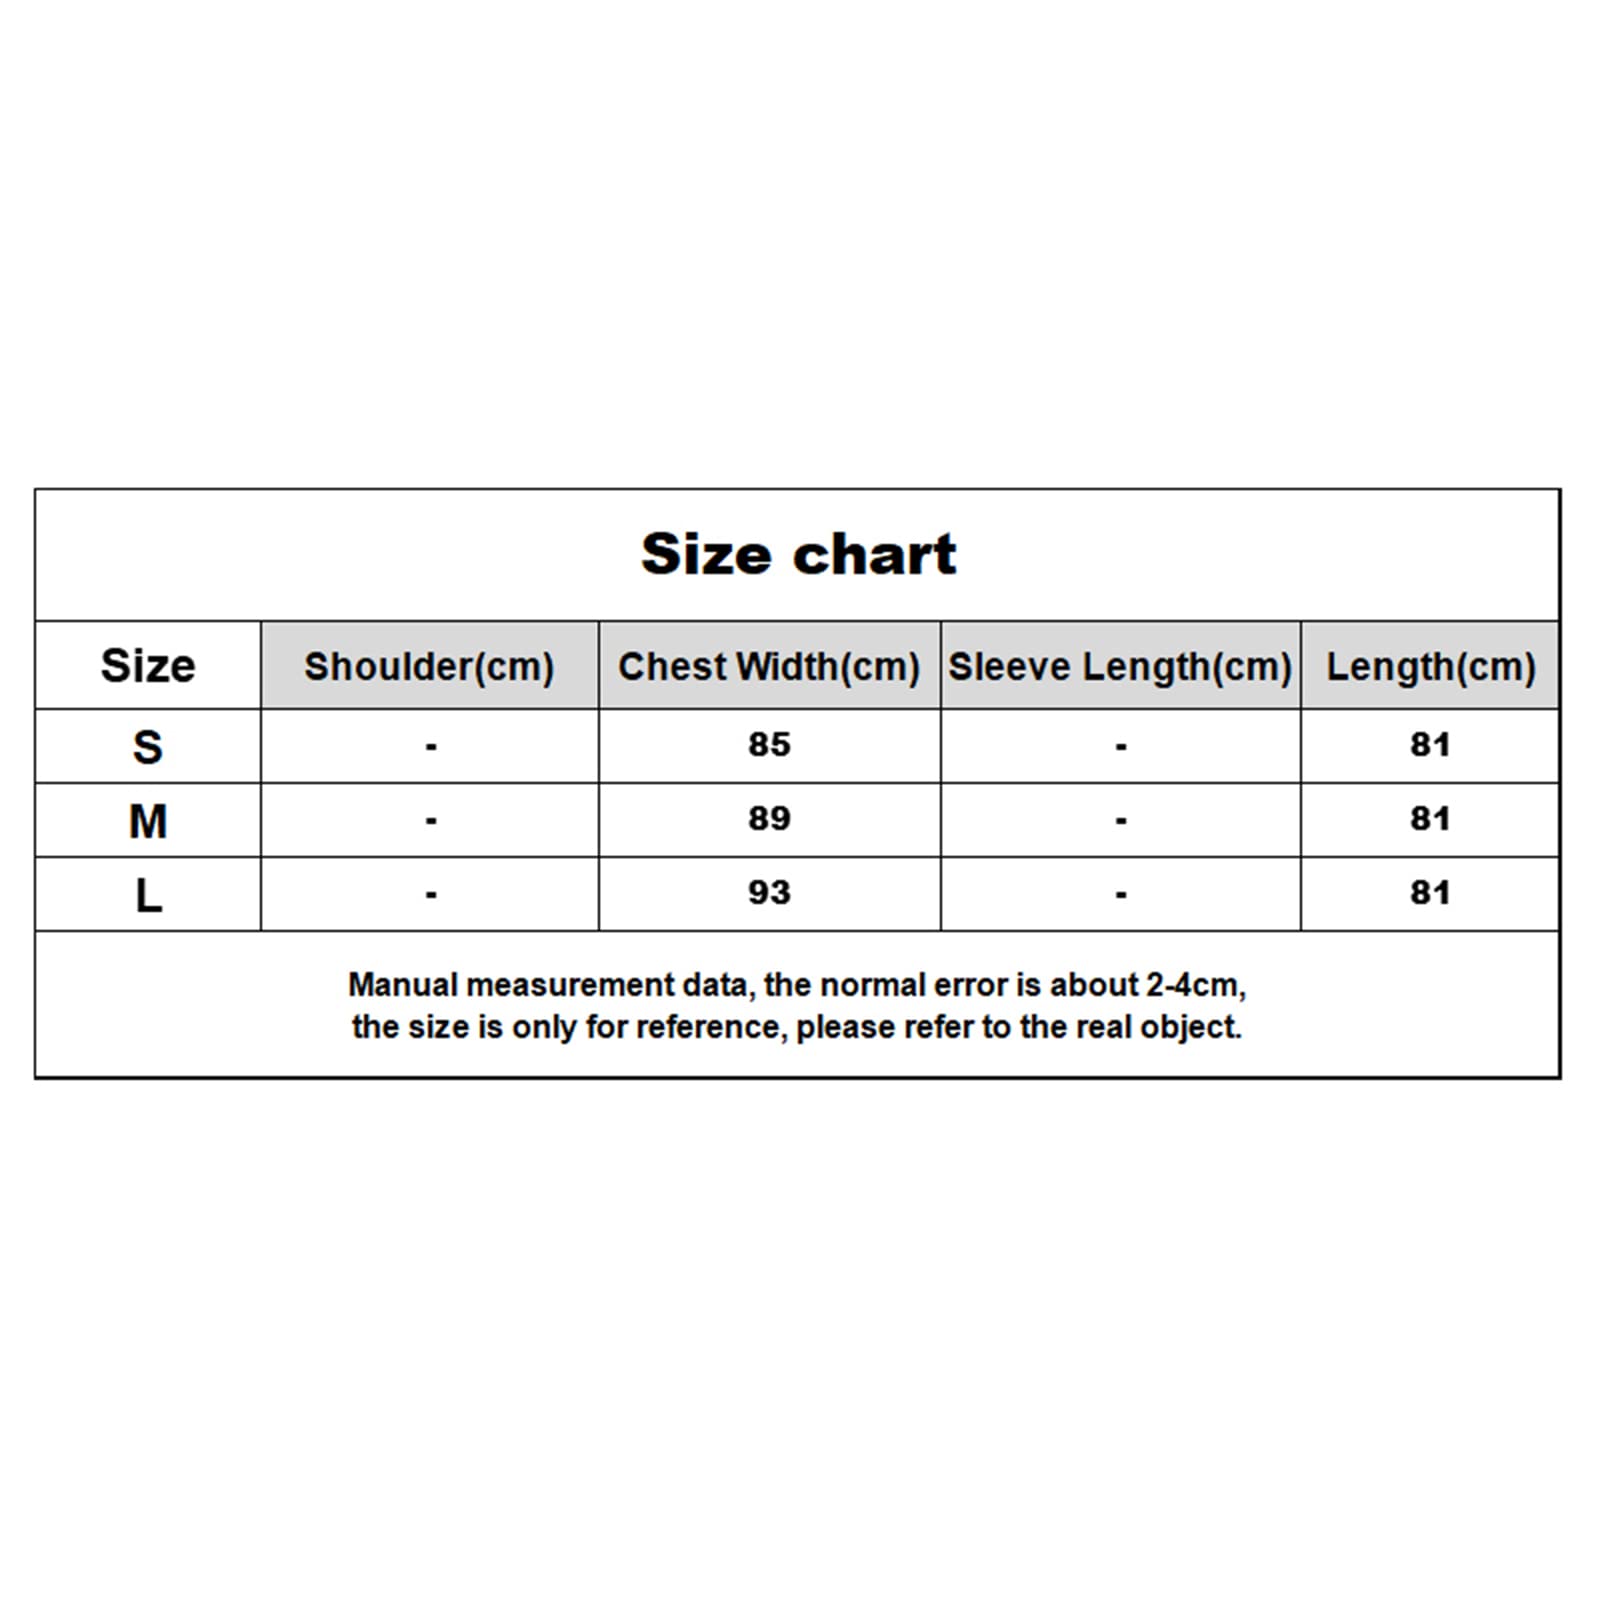 Size chart
Size Shoulder(cm) Chest Width(cm) Sleeve Length(cm) Length(cm)
S - 85 - 81
M - 89 - 81
L - 93 - 81
Manual measurement data, the normal error is about 2-4cm,
the size is only for reference, please refer to the real object.